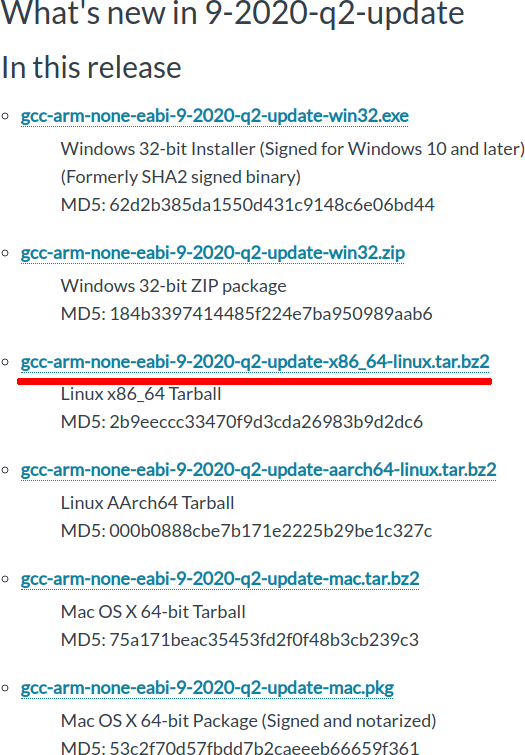 What's new in 9-2020-q2-update
In this release
gcc-arm-none-eabi-9-2020-q2-update-win32.exe
Windows 32-bit Installer (Signed for Windows 10 and later)
(Formerly SHA2 signed binary)
MD5: 62d2b385da1550d431c9148c6e06bd44
gcc-arm-none-eabi-9-2020-q2-update-win32.zip
Windows 32-bit ZIP package
MD5: 184b3397414485f224e7ba950989aab6
gcc-arm-none-eabi-9-2020-q2-update-x86_64-linux.tar.bz2
Linux x86_64 Tarball
MD5: 2b9eeccc33470f9d3cda26983b9d2dc6
gcc-arm-none-eabi-9-2020-q2-update-aarch64-linux.tar.bz2
Linux AArch64 Tarball
MD5: 000b0888cbe7b171e2225b29be1c327c
gcc-arm-none-eabi-9-2020-q2-update-mac.tar.bz2
Mac OS X 64-bit Tarball
MD5: 75a171beac35453fd2f0f48b3cb239c3
gcc-arm-none-eabi-9-2020-q2-update-mac.pkg
Mac OS X 64-bit Package (Signed and notarized)
MD5: 53c2f70d57fbdd7b2caeeeb66659f361